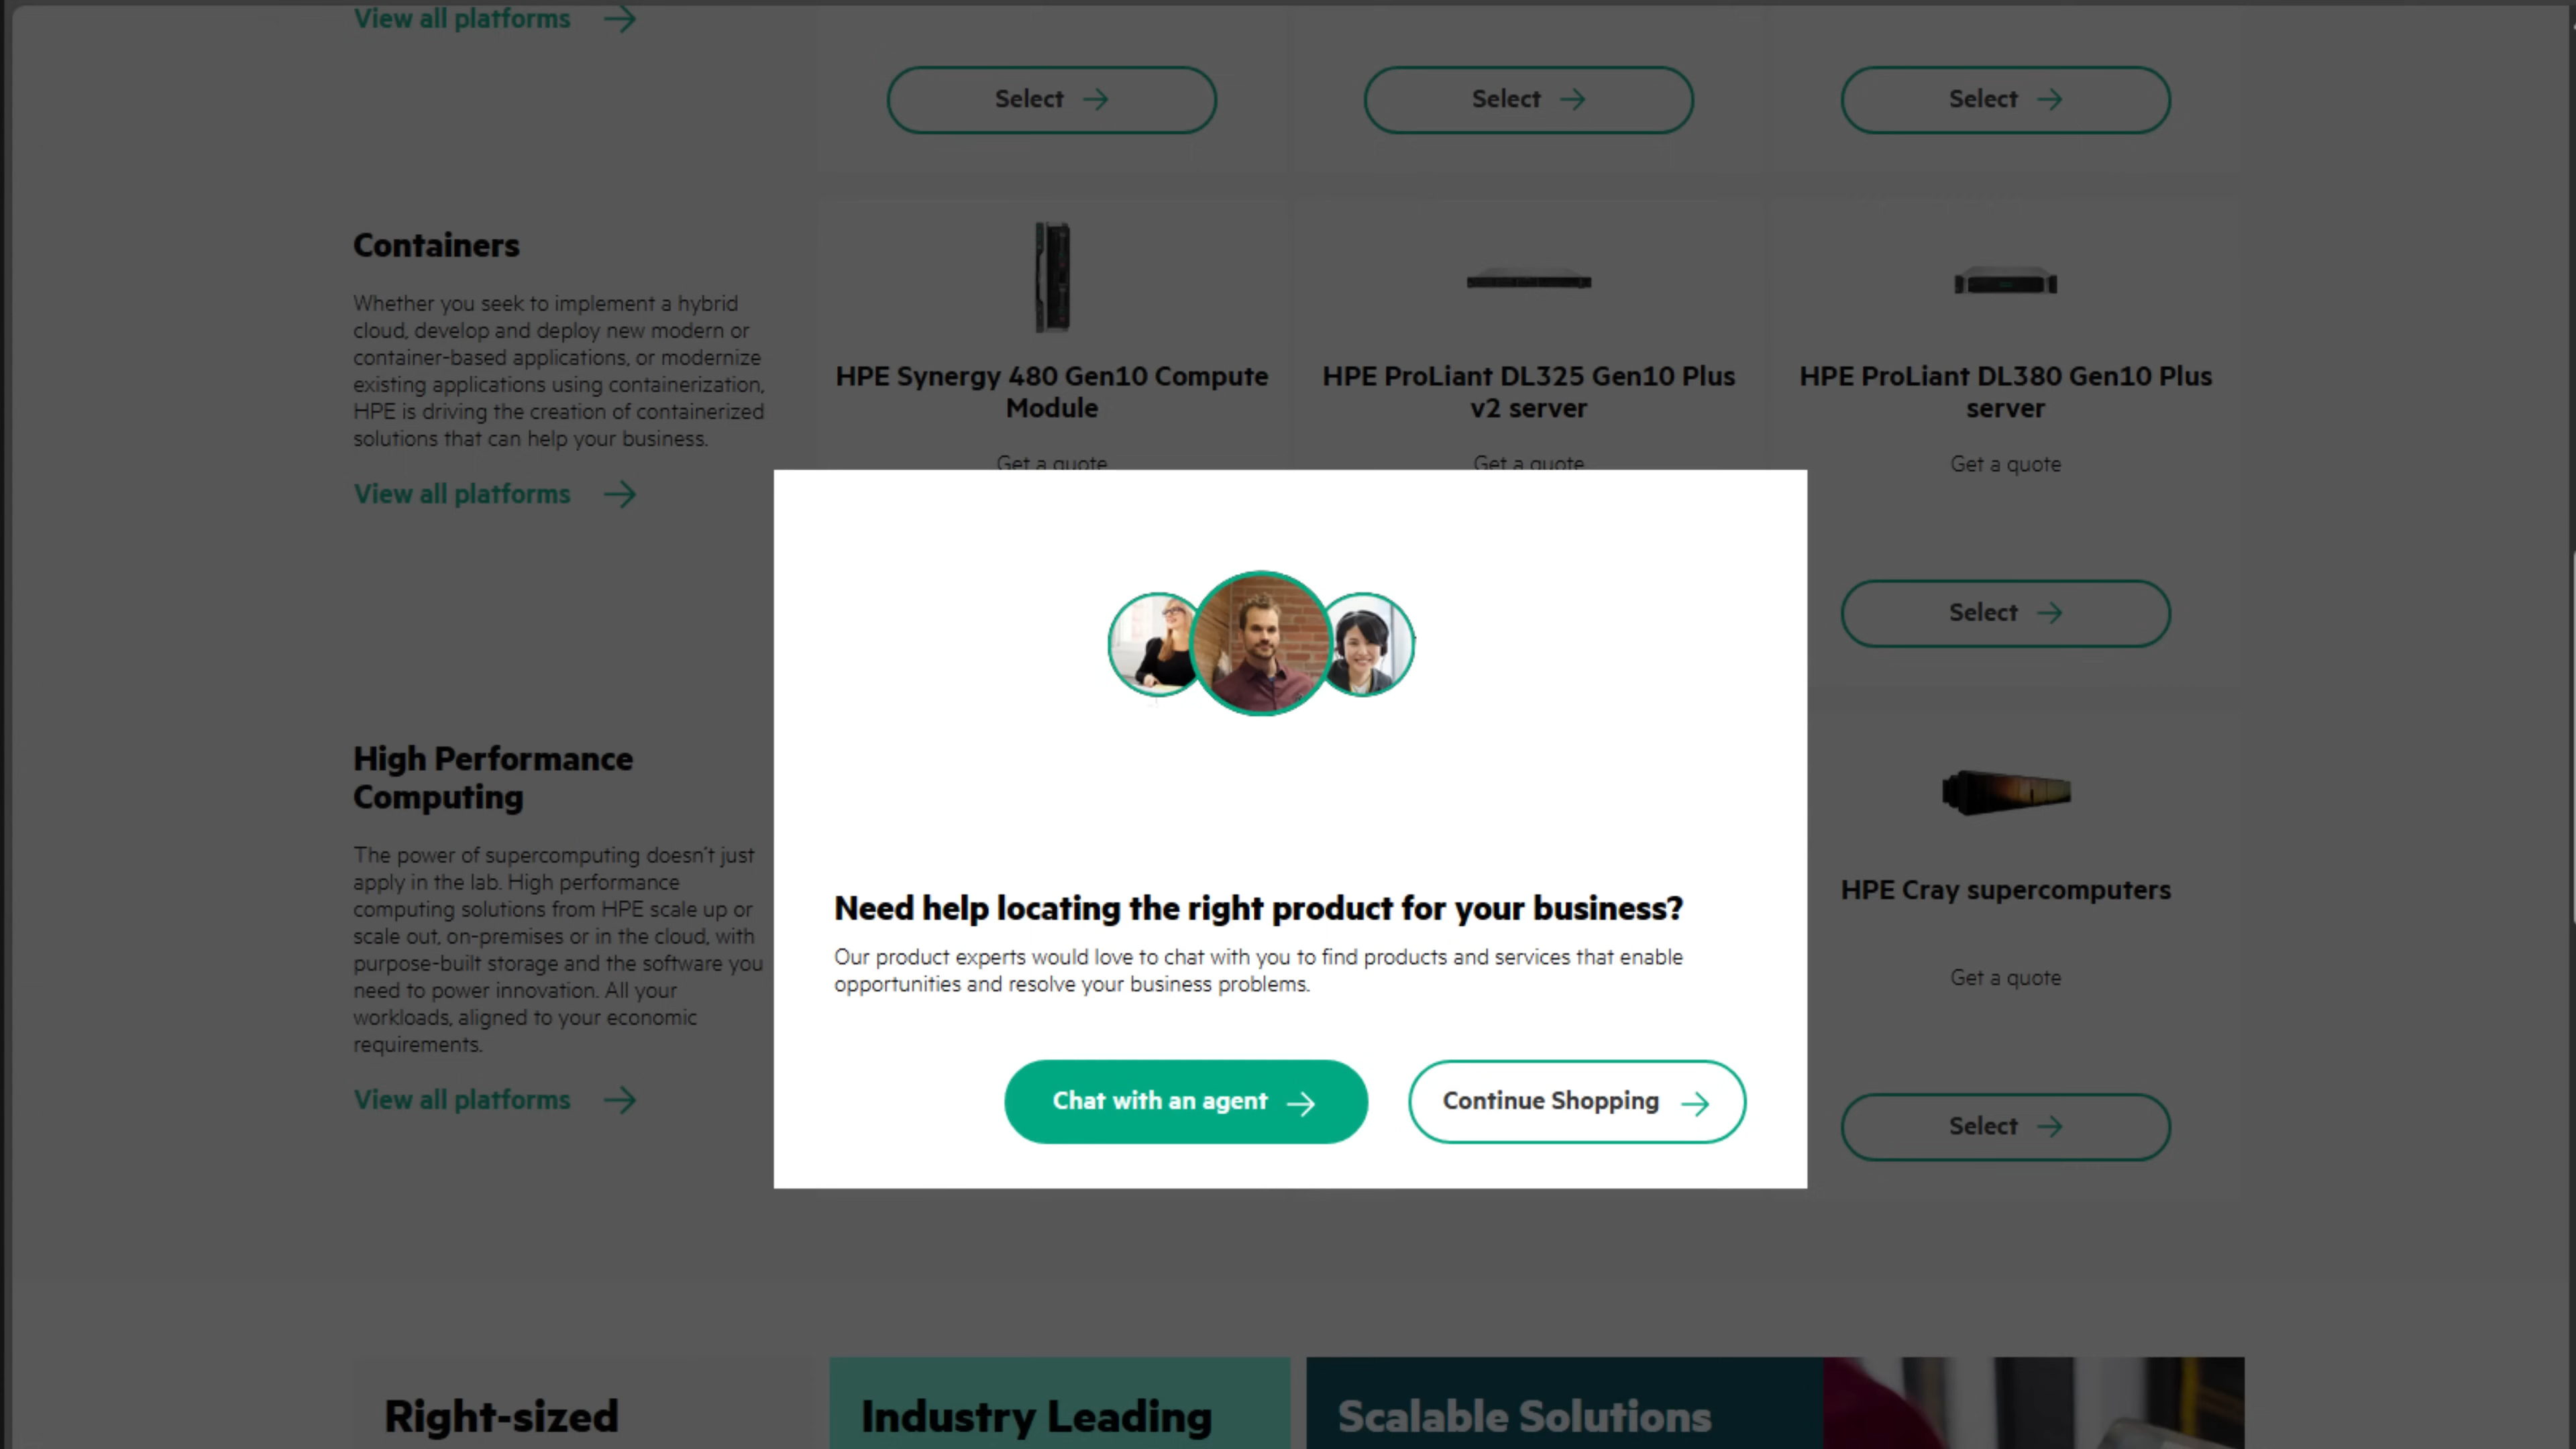 View all platforms
Select
Select
Select
Containers
Whether you seek to implement a hybrid
cloud, develop and deploy new modern or
container-based applications, or modernize
existing applications using containerization,
HPE is driving the creation of containerized
solutions that can help your business.
View all platforms
HPE Synergy 480 Gen10 Compute
Module
Get a quote
HPE ProLiant DL325 Gen10 Plus
v2 server
Get a quote
HPE ProLiant DL380 Gen10 Plus
server
Get a quote
Select
High Performance
Computing
The power of supercomputing doesn't just
apply in the lab. High performance
computing solutions from HPE scale up or
scale out, on-premises or in the cloud, with
purpose-built storage and the software you
need to power innovation. All your
workloads, aligned to your economic
requirements.
View all platforms
HPE Cray supercomputers
Get a quote
Select
Need help locating the right product for your business?
Our product experts would love to chat with you to find products and services that enable
opportunities and resolve your business problems.
Chat with an agent
Continue Shopping
Right-sized
Industry Leading
Scalable Solutions